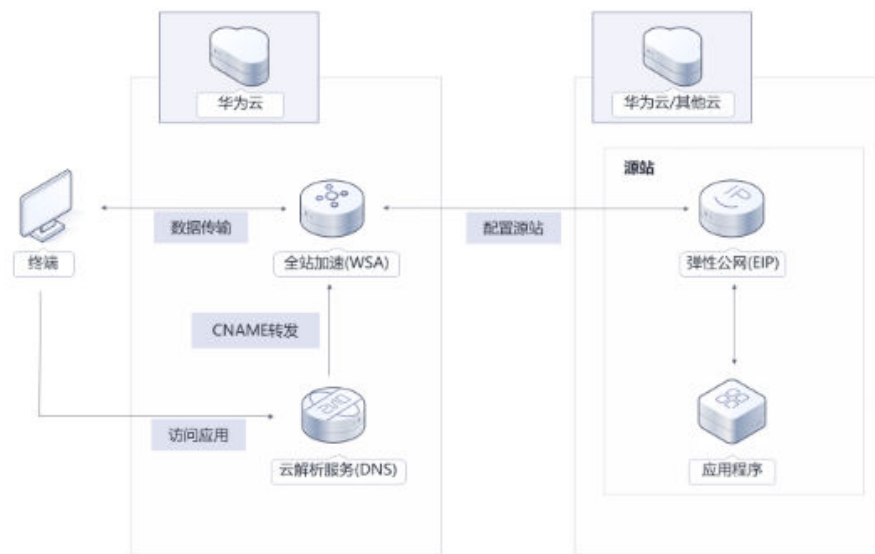 华为云
华为云/其他云
源站
数据传输
配置源站
终端
全站加速(WSA)
弹性公网(EIP)
CNAME转发
访问应用
云解析服务(DNS)
应用程序
IP
DNS